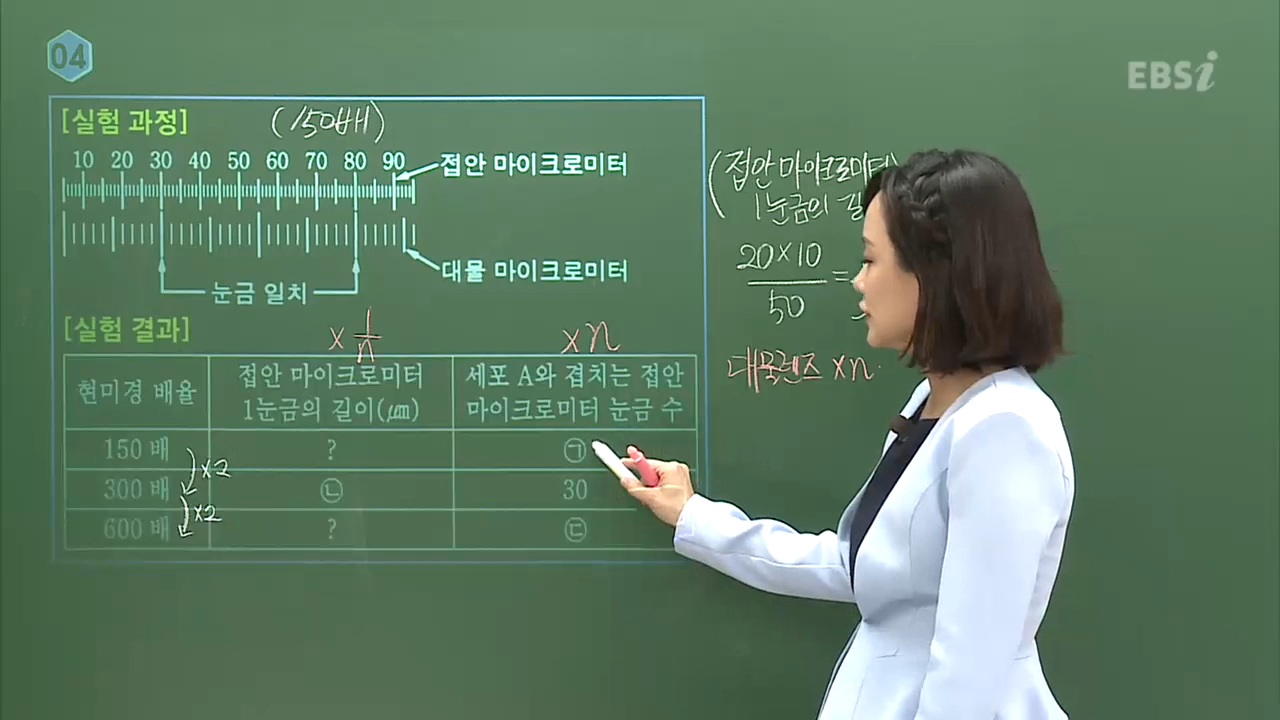 04
EBSi
[실험 과정] (150배)
10 20 30 40 50 60 70 80 90
접안 마이크로미터
대물 마이크로미터
눈금 일치
[실험 결과] × 1/n ×n
현미경 배율 접안 마이크로미터 1눈금의 길이(㎛) 세포 A와 겹치는 접안 마이크로미터 눈금 수
150 배 ? ㉠
300 배 ㉡ 30
600 배 ? ㉢
×2
×2
(접안 마이크로미터)
1눈금의
20×10
50
=
대물렌즈 ×n